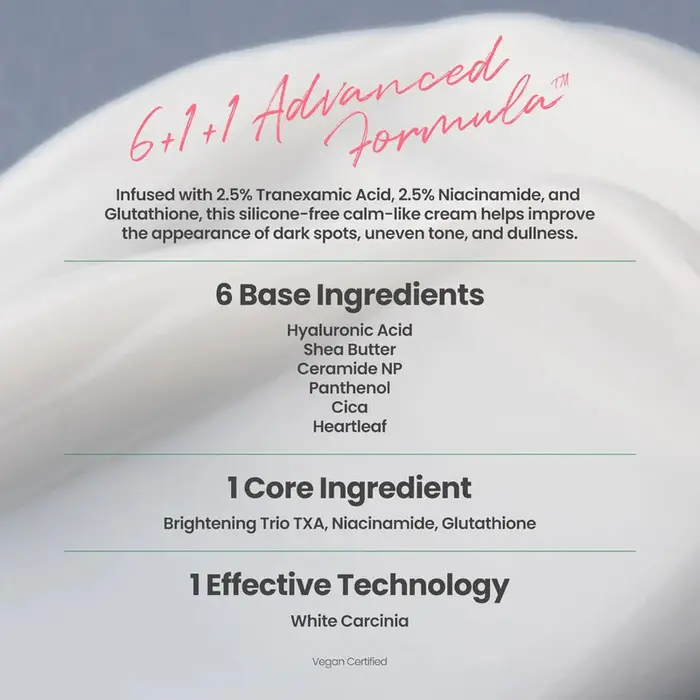 6+1+1 Advanced
Formula™
Infused with 2.5% Tranexamic Acid, 2.5% Niacinamide, and
Glutathione, this silicone-free calm-like cream helps improve
the appearance of dark spots, uneven tone, and dullness.
6 Base Ingredients
Hyaluronic Acid
Shea Butter
Ceramide NP
Panthenol
Cica
Heartleaf
1 Core Ingredient
Brightening Trio TXA, Niacinamide, Glutathione
1 Effective Technology
White Carcinia
Vegan Certified